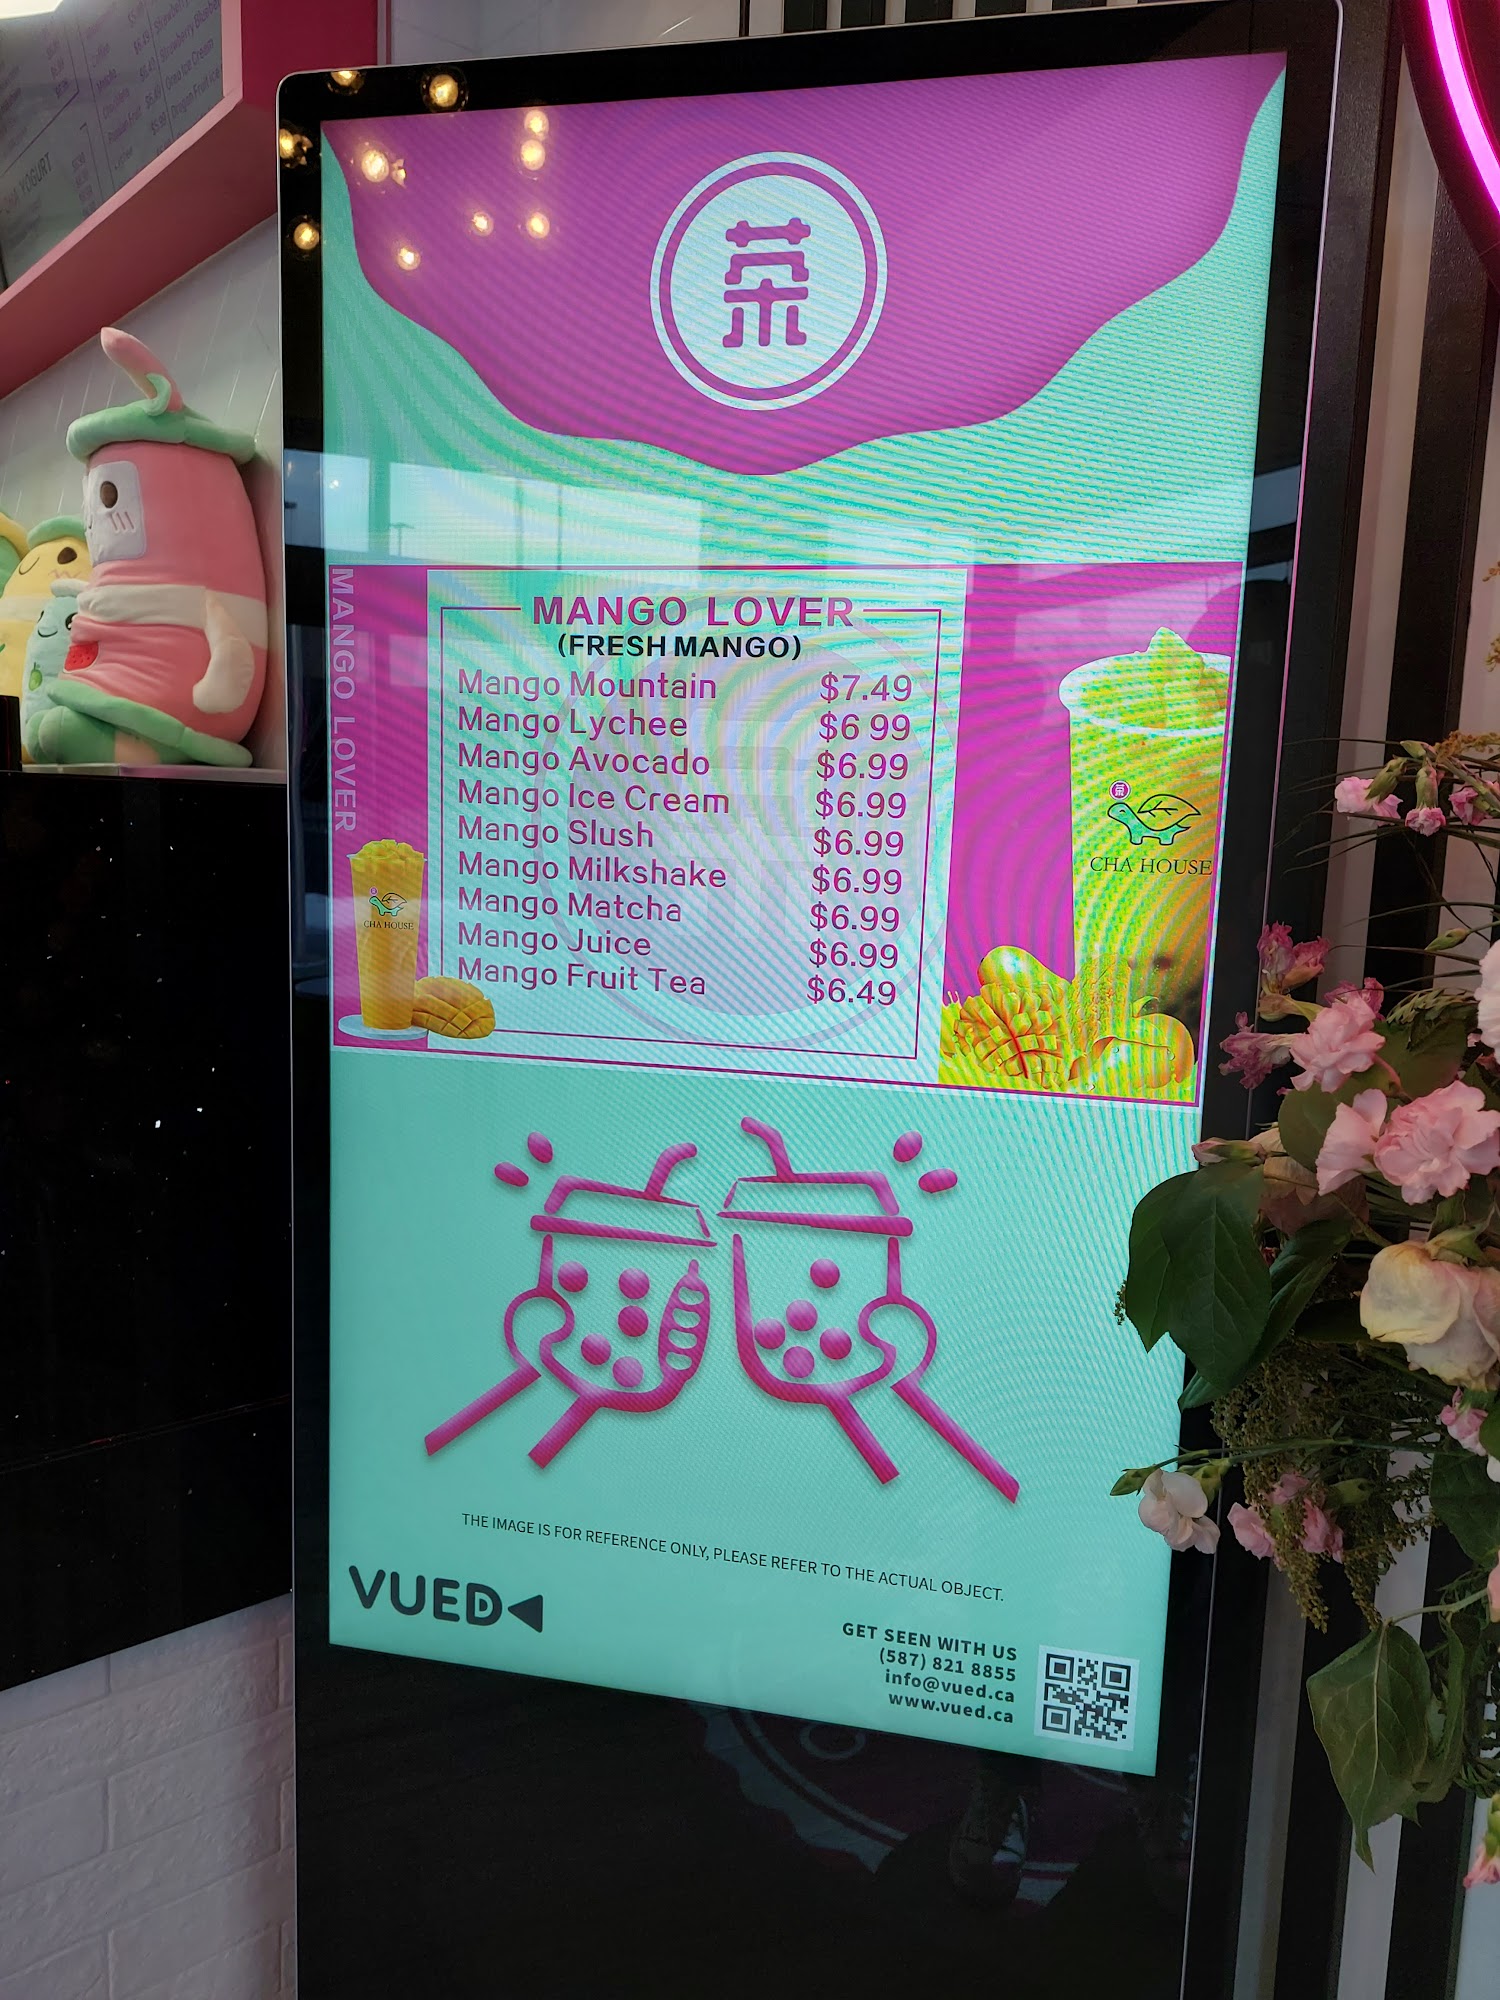 茶
MANGO LOVER
MANGO LOVER
(FRESH MANGO)
Mango Mountain $7.49
Mango Lychee $6 99
Mango Avocado $6.99
Mango Ice Cream $6.99
Mango Slush $6.99
Mango Milkshake $6.99
Mango Matcha $6.99
Mango Juice $6.99
Mango Fruit Tea $6.49
茶
CHA HOUSE
CHA HOUSE
THE IMAGE IS FOR REFERENCE ONLY, PLEASE REFER TO THE ACTUAL OBJECT.
VUED
GET SEEN WITH US
(587) 821 8855
info@vued.ca
www.vued.ca
YOGURT